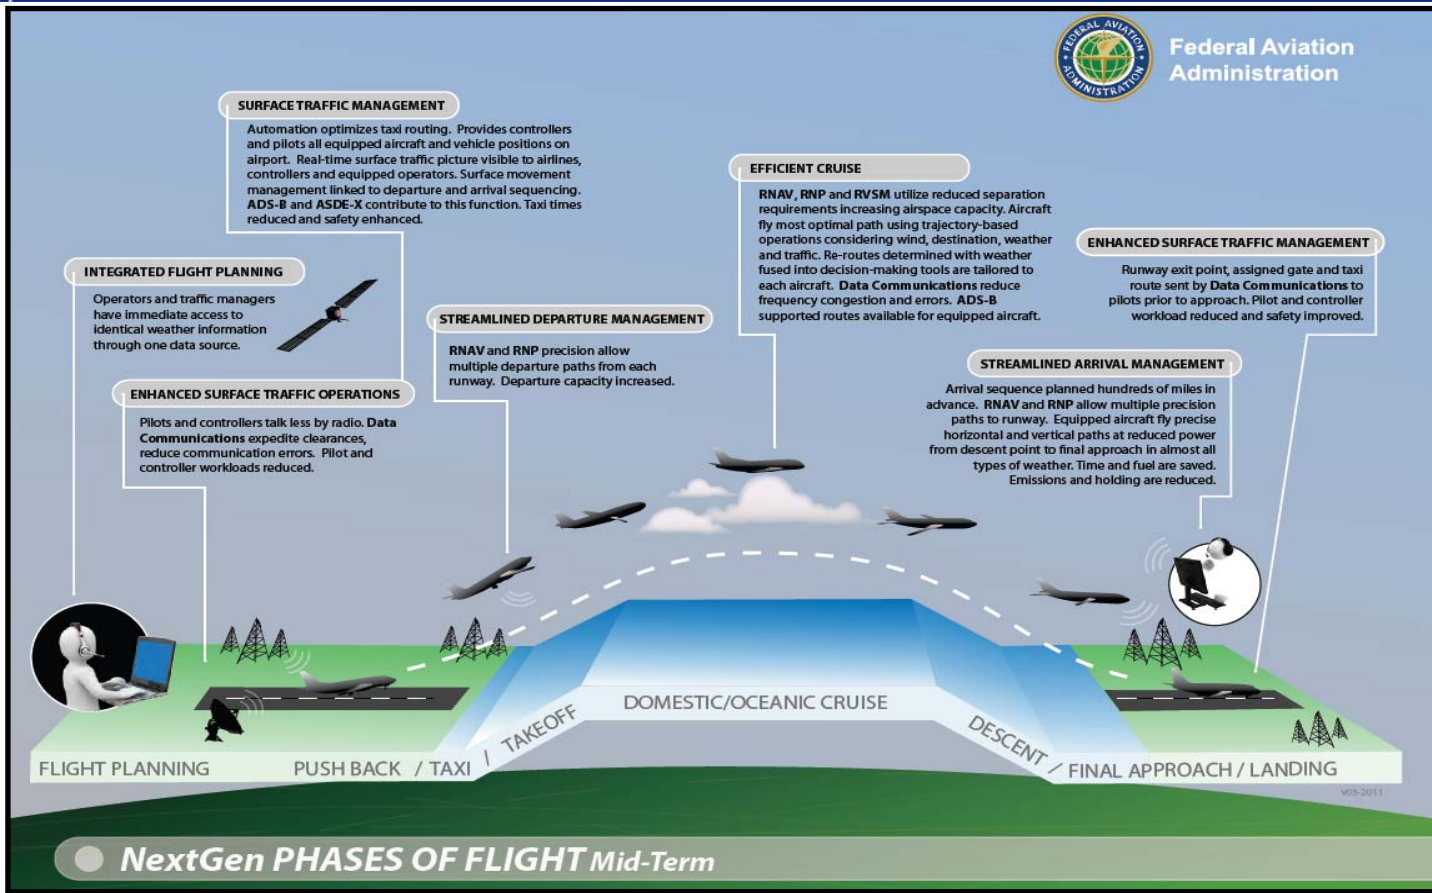 Federal Aviation
Administration
FEDERAL AVIATION
ADMINISTRATION
SURFACE TRAFFIC MANAGEMENT
Automation optimizes taxi routing. Provides controllers
and pilots all equipped aircraft and vehicle positions on
airport. Real-time surface traffic picture visible to airlines,
controllers and equipped operators. Surface movement
management linked to departure and arrival sequencing.
ADS-B and ASDE-X contribute to this function. Taxi times
reduced and safety enhanced.
EFFICIENT CRUISE
RNAV, RNP and RVSM utilize reduced separation
requirements increasing airspace capacity. Aircraft
fly most optimal path using trajectory-based
operations considering wind, destination, weather
and traffic. Re-routes determined with weather
fused into decision-making tools are tailored to
each aircraft. Data Communications reduce
frequency congestion and errors. ADS-B
supported routes available for equipped aircraft.
ENHANCED SURFACE TRAFFIC MANAGEMENT
Runway exit point, assigned gate and taxi
route sent by Data Communications to
pilots prior to approach. Pilot and controller
workload reduced and safety improved.
INTEGRATED FLIGHT PLANNING
Operators and traffic managers
have immediate access to
identical weather information
through one data source.
STREAMLINED DEPARTURE MANAGEMENT
RNAV and RNP precision allow
multiple departure paths from each
runway. Departure capacity increased.
STREAMLINED ARRIVAL MANAGEMENT
Arrival sequence planned hundreds of miles in
advance. RNAV and RNP allow multiple precision
paths to runway. Equipped aircraft fly precise
horizontal and vertical paths at reduced power
from descent point to final approach in almost all
types of weather. Time and fuel are saved.
Emissions and holding are reduced.
ENHANCED SURFACE TRAFFIC OPERATIONS
Pilots and controllers talk less by radio. Data
Communications expedite clearances,
reduce communication errors. Pilot and
controller workloads reduced.
FLIGHT PLANNING
PUSH BACK / TAXI / TAKEOFF
DOMESTIC/OCEANIC CRUISE
DESCENT / FINAL APPROACH / LANDING
v05-2011
NextGen PHASES OF FLIGHT Mid-Term